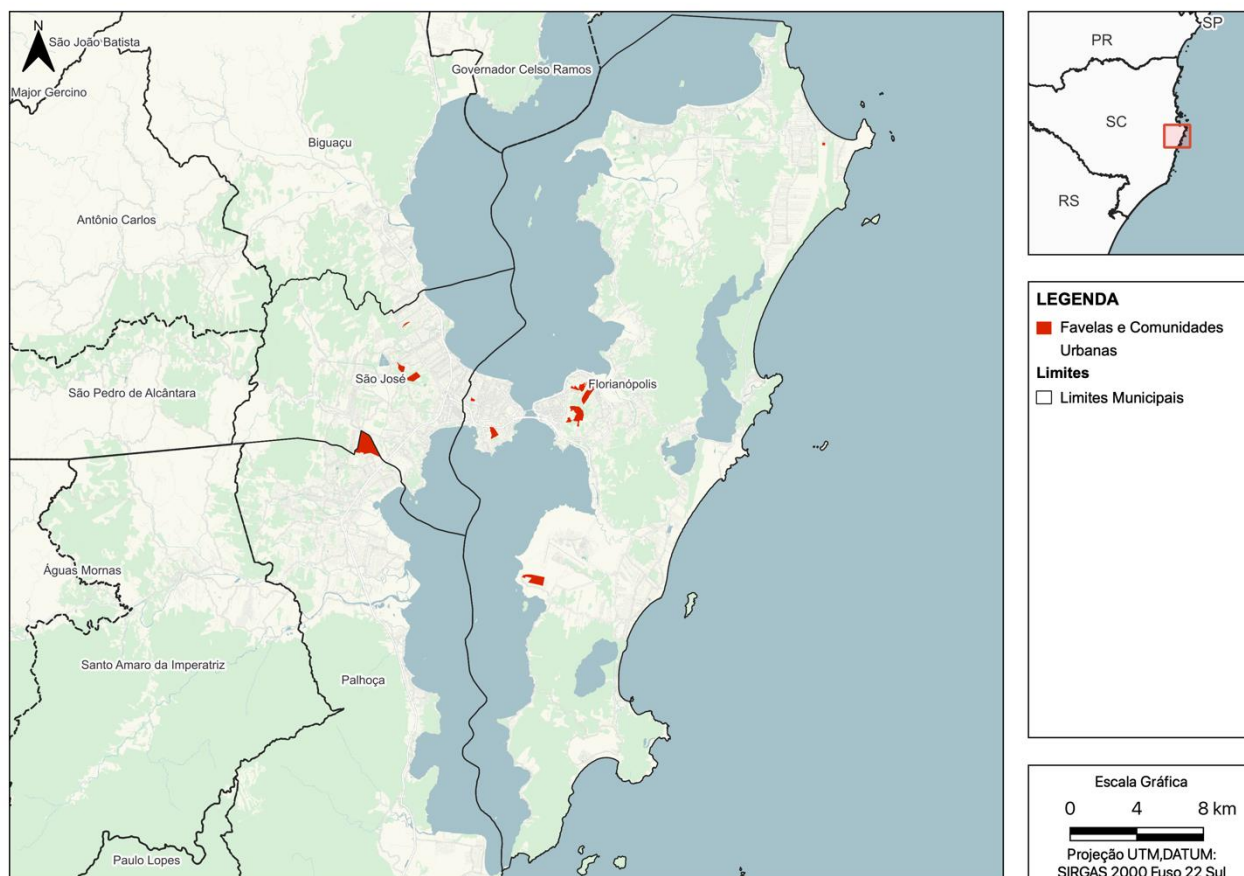 N
São João Batista
Major Gercino
Governador Celso Ramos
Biguaçu
Antônio Carlos
São José
Florianópolis
São Pedro de Alcântara
Águas Mornas
Santo Amaro da Imperatriz
Palhoça
Paulo Lopes
SP
PR
SC
RS
LEGENDA
Favelas e Comunidades
Urbanas
Limites
Limites Municipais
Escala Gráfica
0 4 8 km
Projeção UTM,DATUM:
SIRGAS 2000 Fuso 22 Sul